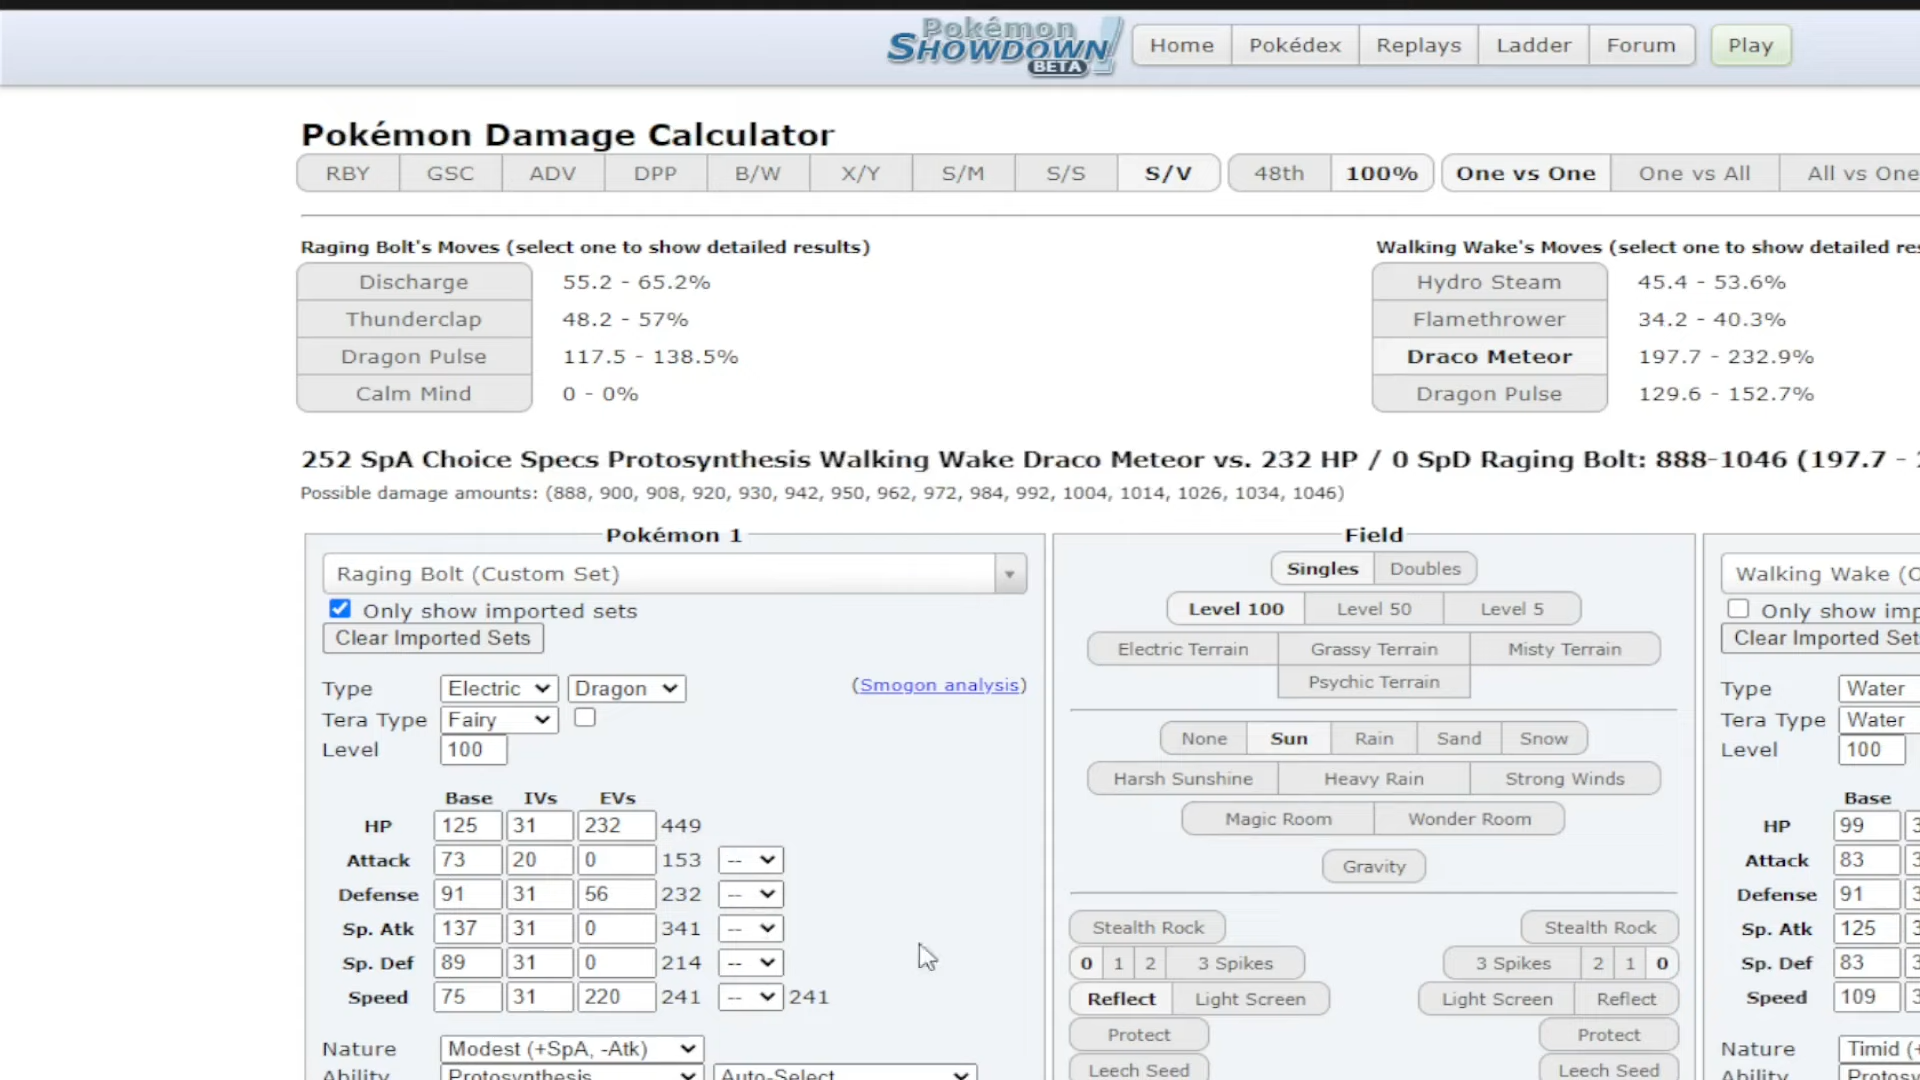 Pokémon
SHOWDOWN!
BETA
Home Pokédex Replays Ladder Forum Play
Pokémon Damage Calculator
RBY GSC ADV DPP B/W X/Y S/M S/S S/V 48th 100% One vs One One vs All All vs One
Raging Bolt's Moves (select one to show detailed results) Walking Wake's Moves (select one to show detailed res
Discharge 55.2 - 65.2% Hydro Steam 45.4 - 53.6%
Thunderclap 48.2 - 57% Flamethrower 34.2 - 40.3%
Dragon Pulse 117.5 - 138.5% Draco Meteor 197.7 - 232.9%
Calm Mind 0 - 0% Dragon Pulse 129.6 - 152.7%
252 SpA Choice Specs Protosynthesis Walking Wake Draco Meteor vs. 232 HP / 0 SpD Raging Bolt: 888-1046 (197.7 -
Possible damage amounts: (888, 900, 908, 920, 930, 942, 950, 962, 972, 984, 992, 1004, 1014, 1026, 1034, 1046)
Pokémon 1 Field
Raging Bolt (Custom Set) Singles Doubles Walking Wake (C
Only show imported sets Level 100 Level 50 Level 5 Only show imp
Clear Imported Sets Clear Imported Sets
Electric Terrain Grassy Terrain Misty Terrain
Psychic Terrain
Type Electric Dragon (Smogon analysis) Type Water
Tera Type Fairy Tera Type Water
None Sun Rain Sand Snow
Level 100 Level 100
Harsh Sunshine Heavy Rain Strong Winds
Base IVs EVs Base
HP 125 31 232 449 Magic Room Wonder Room HP 99 3
Attack 73 20 0 153 -- Gravity Attack 83 3
Defense 91 31 56 232 -- Defense 91 3
Sp. Atk 137 31 0 341 -- Stealth Rock Stealth Rock Sp. Atk 125 3
Sp. Def 89 31 0 214 -- 0 1 2 3 Spikes 3 Spikes 2 1 0 Sp. Def 83 3
Speed 75 31 220 241 -- 241 Reflect Light Screen Light Screen Reflect Speed 109 3
Protect Protect
Nature Modest (+SpA, -Atk) Nature Timid (+
Leech Seed Leech Seed
Ability Protosynthesis Auto-Select Ability Protosy